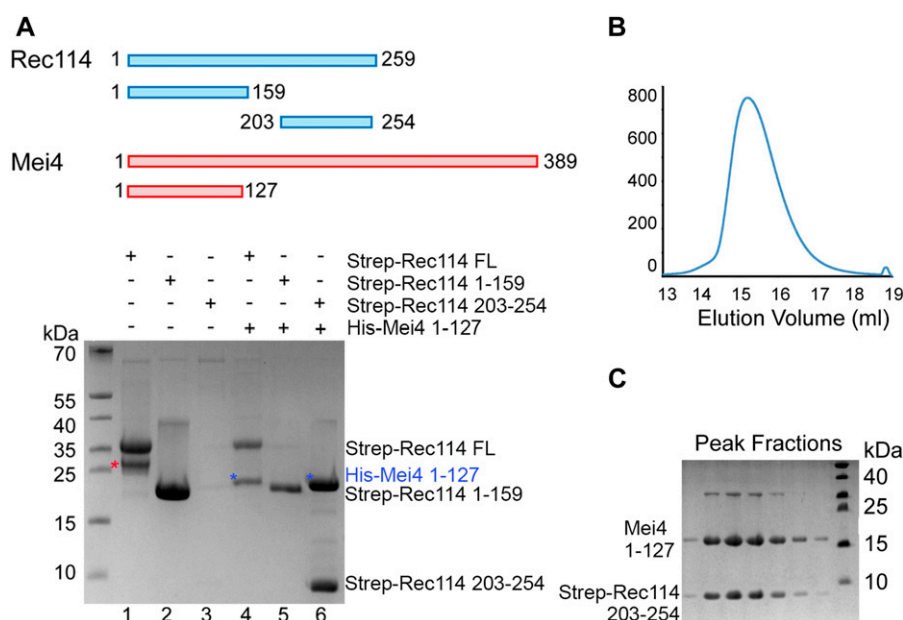 A
Rec114 1 259
1 159
203 254
Mei4 1 389
1 127
+ - - + - - Strep-Rec114 FL
- + - - + - Strep-Rec114 1-159
- - + - - + Strep-Rec114 203-254
- - - + + + His-Mei4 1-127
kDa
70
55
40
35
25
15
10
*
*
*
Strep-Rec114 FL
His-Mei4 1-127
Strep-Rec114 1-159
Strep-Rec114 203-254
1 2 3 4 5 6
B
800
600
400
200
0
13 14 15 16 17 18 19
Elution Volume (ml)
C
Peak Fractions
kDa
40
25
15
10
Mei4
1-127
Strep-Rec114
203-254